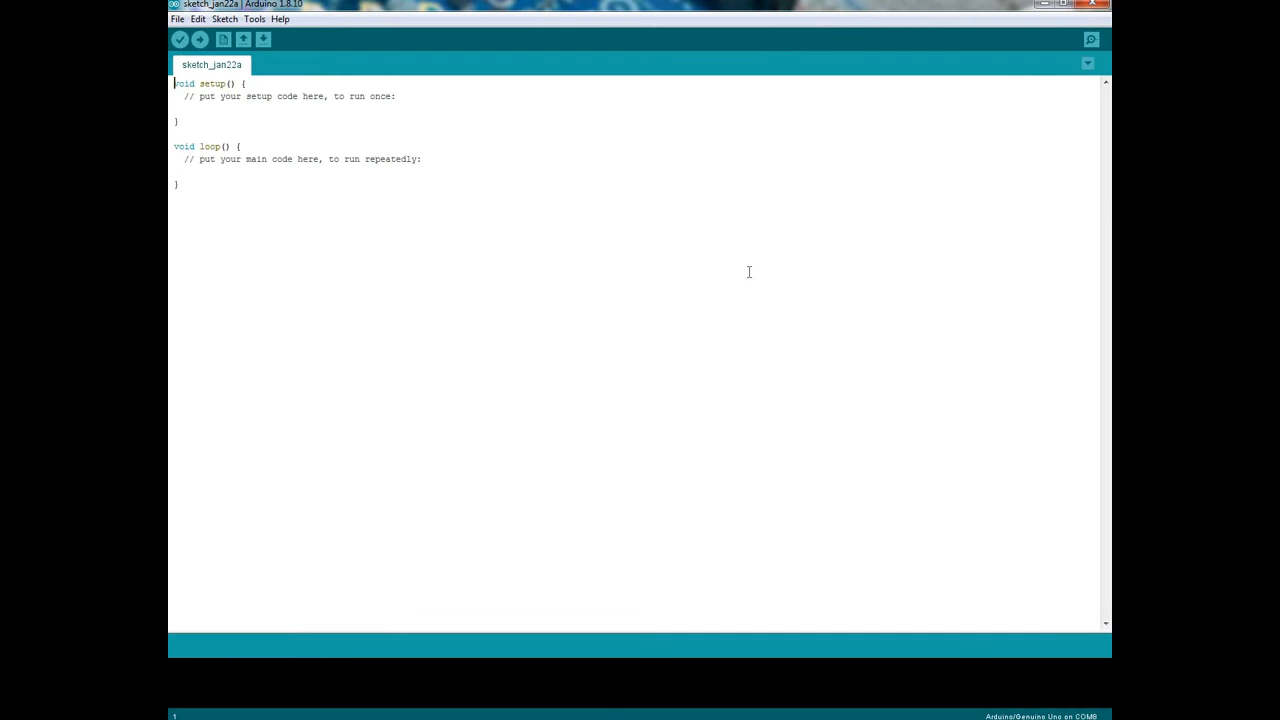 sketch_jan22a | Arduino 1.8.10
File Edit Sketch Tools Help
sketch_jan22a
void setup() {
// put your setup code here, to run once:
}
void loop() {
// put your main code here, to run repeatedly:
}
1
Arduino/Genuino Uno on COM8